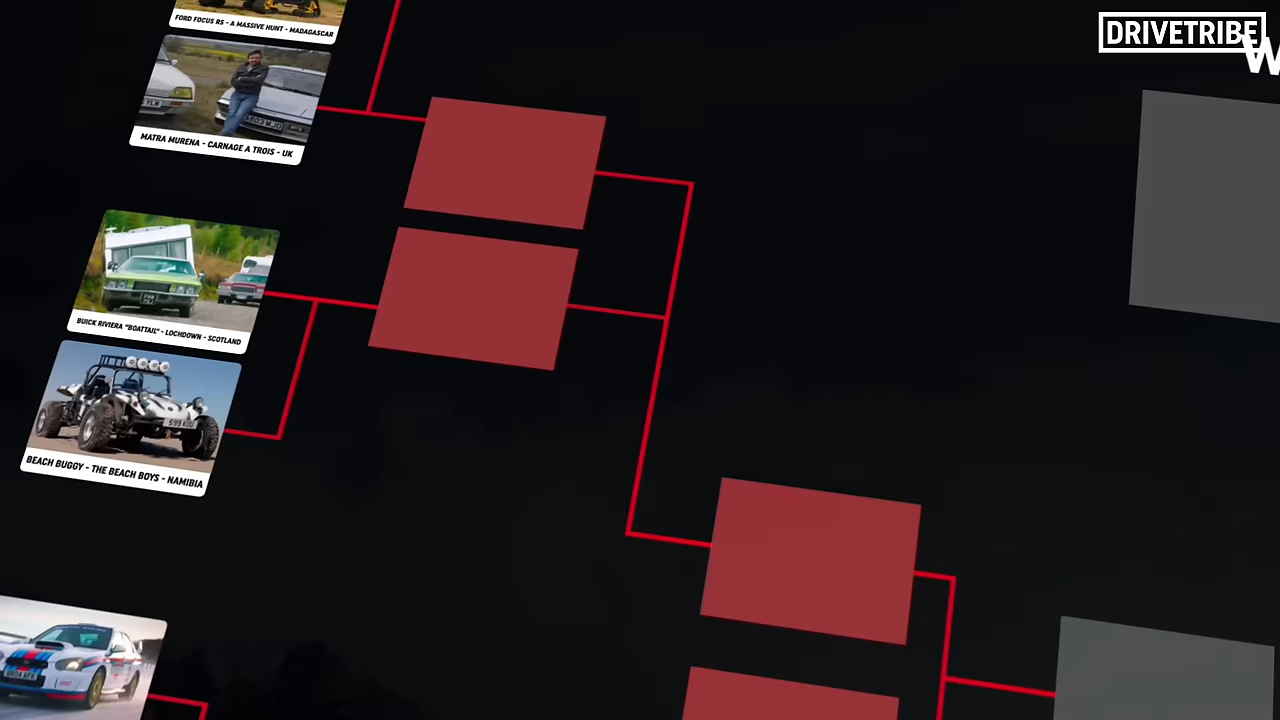 FORD FOCUS RS - A MASSIVE HUNT - MADAGASCAR
DRIVETRIBE
W
MATRA MURENA - CARNAGE A TROIS - UK
BUICK RIVIERA "BOATTAIL" - LOCHDOWN - SCOTLAND
BEACH BUGGY - THE BEACH BOYS - NAMIBIA